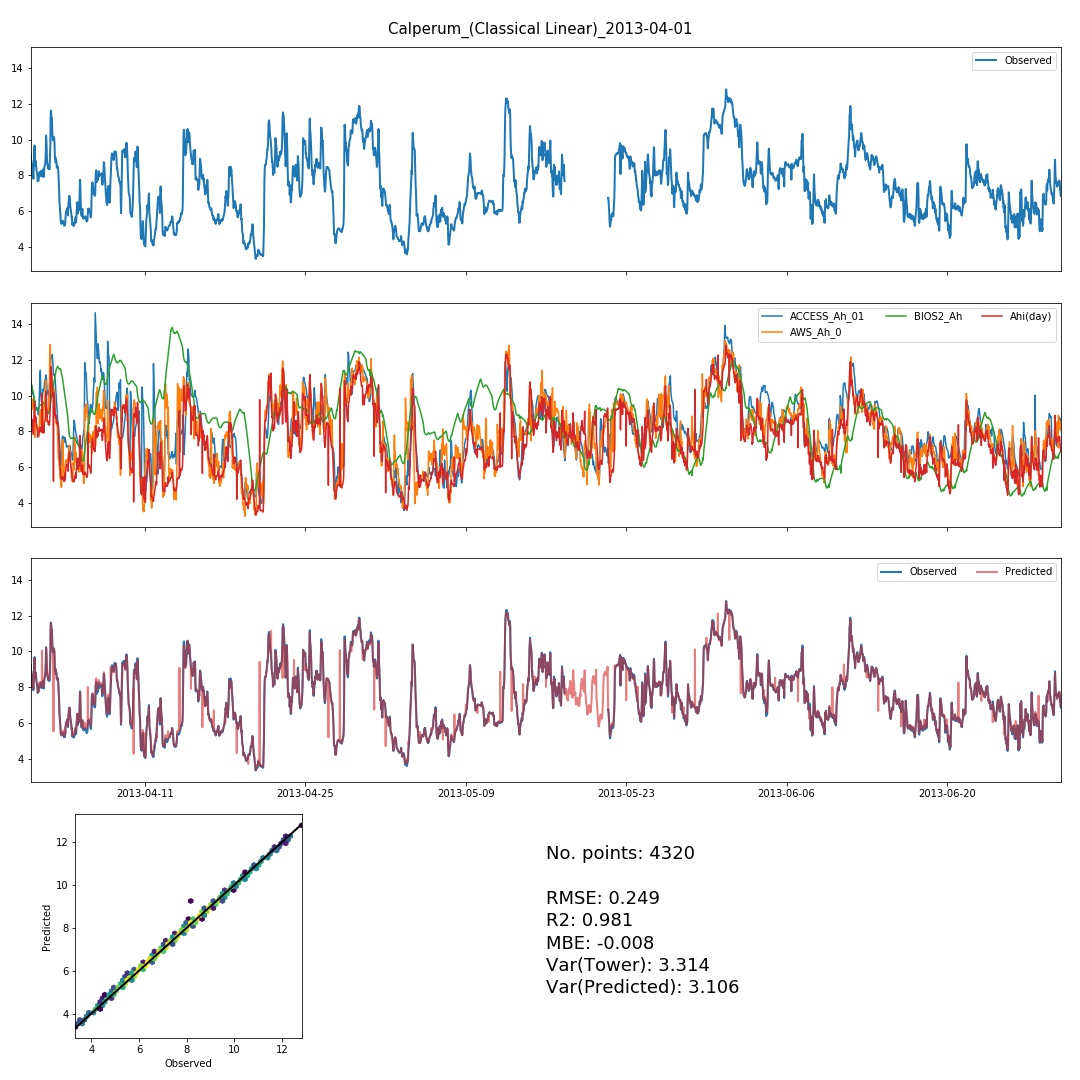 Calperum_(Classical Linear)_2013-04-01
Observed
14
12
10
8
6
4
ACCESS_Ah_01 BIOS2_Ah Ahi(day)
AWS_Ah_0
14
12
10
8
6
4
Observed Predicted
14
12
10
8
6
4
2013-04-11 2013-04-25 2013-05-09 2013-05-23 2013-06-06 2013-06-20
12
10
8
6
4
Predicted
4 6 8 10 12
Observed
No. points: 4320
RMSE: 0.249
R2: 0.981
MBE: -0.008
Var(Tower): 3.314
Var(Predicted): 3.106